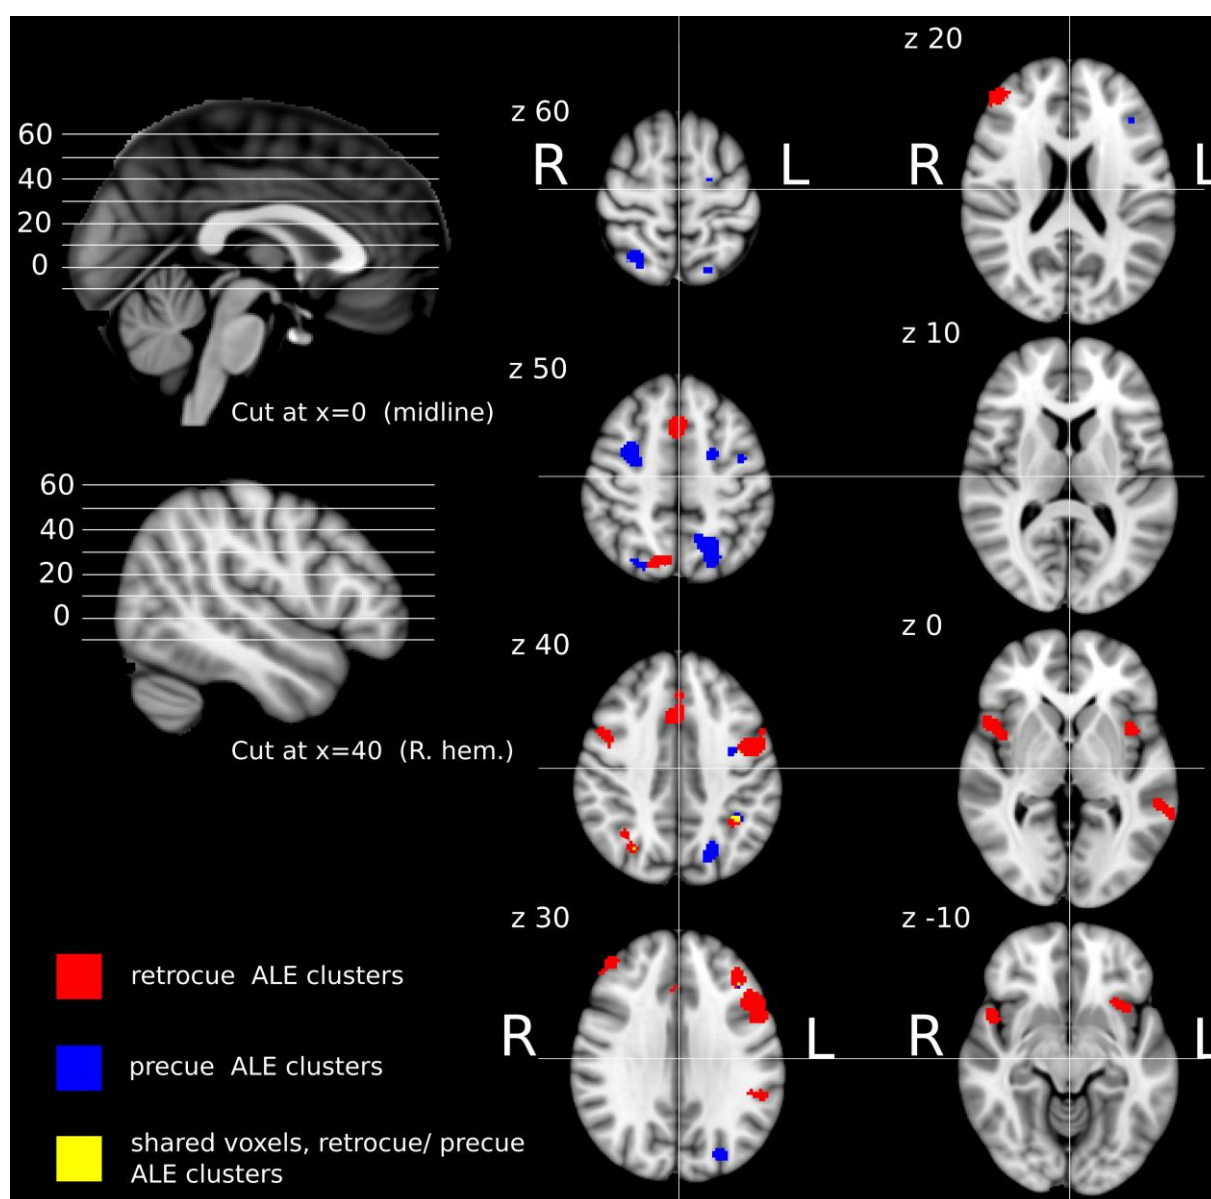 60
40
20
0
Cut at x=0 (midline)
60
40
20
0
Cut at x=40 (R. hem.)
retrocue ALE clusters
precue ALE clusters
shared voxels, retrocue/ precue
ALE clusters
z 60
R L
z 50
z 40
z 30
R L
z 20
R L
z 10
z 0
z -10
R L